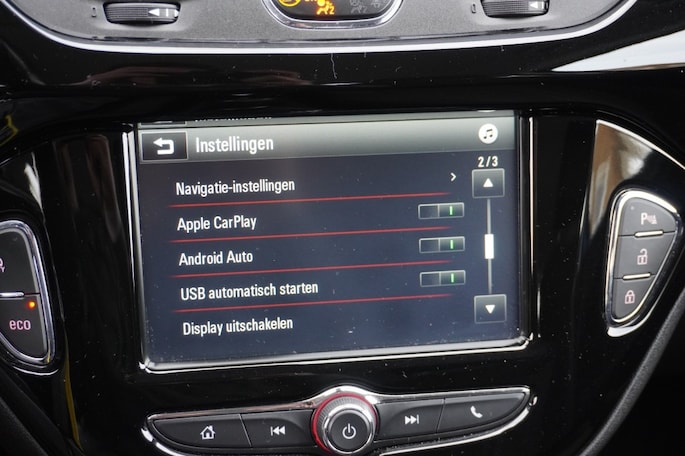 Instellingen
2/3
Navigatie-instellingen
Apple CarPlay
Android Auto
USB automatisch starten
Display uitschakelen
eco